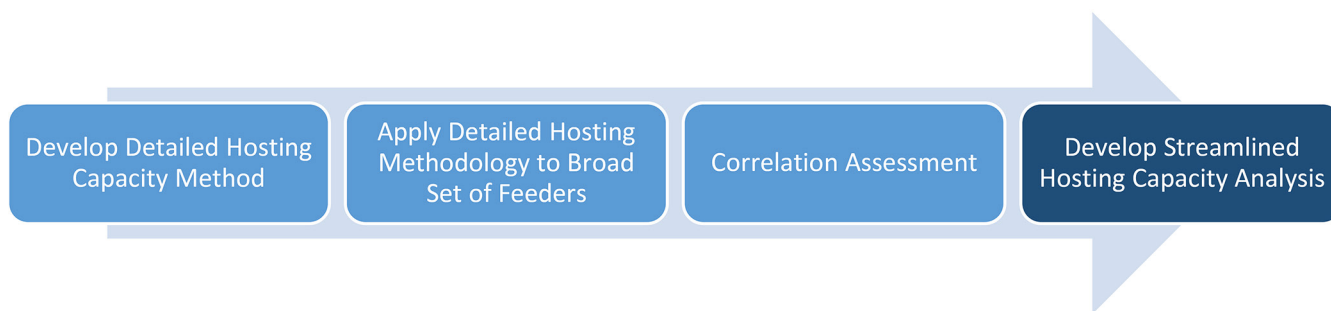 Develop Detailed Hosting
Capacity Method
Apply Detailed Hosting
Methodology to Broad
Set of Feeders
Correlation Assessment
Develop Streamlined
Hosting Capacity Analysis